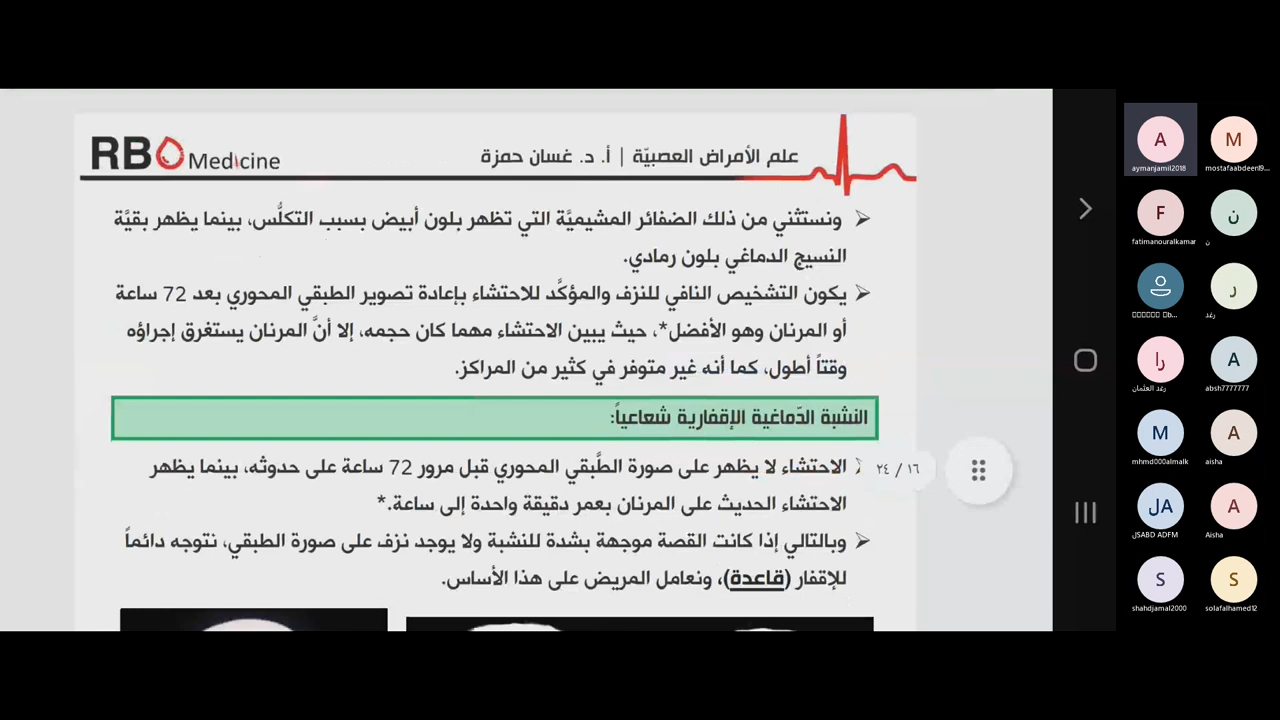 RBO Medicine
علم الأمراض العصبيّة | أ. د. غسان حمزة
ونستثني من ذلك الضفائر المشيميَّة التي تظهر بلون أبيض بسبب التكلُّس، بينما يظهر بقيَّة
النسيج الدماغي بلون رمادي.
يكون التشخيص النافي للنزف والمؤكَّد للاحتشاء بإعادة تصوير الطبقي المحوري بعد 72 ساعة
أو المرنان وهو الأفضل*، حيث يبين الاحتشاء مهما كان حجمه، إلا أنَّ المرنان يستغرق إجراؤه
وقتاً أطول، كما أنه غير متوفر في كثير من المراكز.
النشبة الدّماغية الإقفارية شعاعياً:
الاحتشاء لا يظهر على صورة الطَّبقي المحوري قبل مرور 72 ساعة على حدوثه، بينما يظهر
الاحتشاء الحديث على المرنان بعمر دقيقة واحدة إلى ساعة.*
وبالتالي إذا كانت القصة موجهة بشدة للنشبة ولا يوجد نزف على صورة الطبقي، نتوجه دائماً
للإقفار (قاعدة)، ونعامل المريض على هذا الأساس.
١٦ / ٢٤
A
aymanjamil2018
M
mostafaabdeen19...
F
fatimanouralkamar
ن
ن
b...
ر
رغد
را
رغد العثمان
A
absh7777777
M
mhmd000almalk
A
aisha
JA
JSABD ADFM
A
Aisha
S
shahdjamal2000
S
solafalhamed12